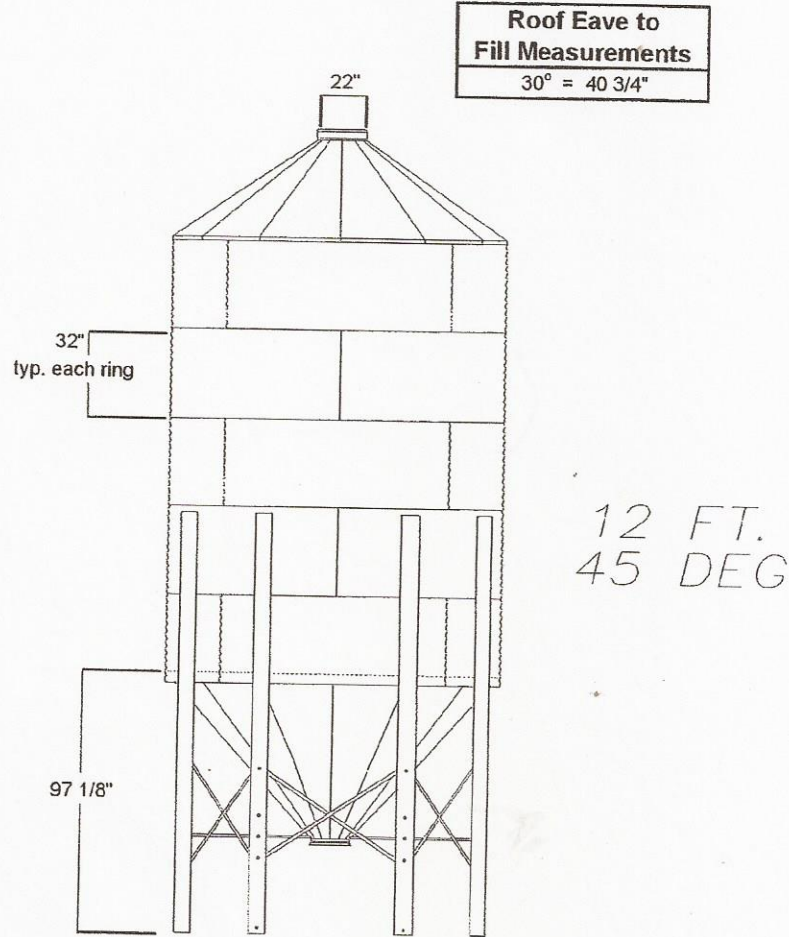 Roof Eave to
Fill Measurements
30° = 40 3/4"
22"
32"
typ. each ring
12 FT.
45 DEG
97 1/8"